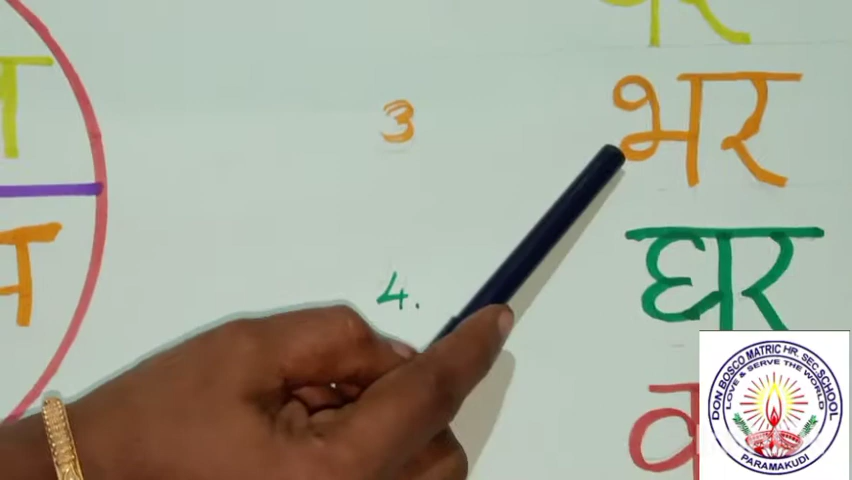 3 भर
4. घर
DON BOSCO MATRIC HR. SEC. SCHOOL
LOVE & SERVE THE WORLD
PARAMAKUDI